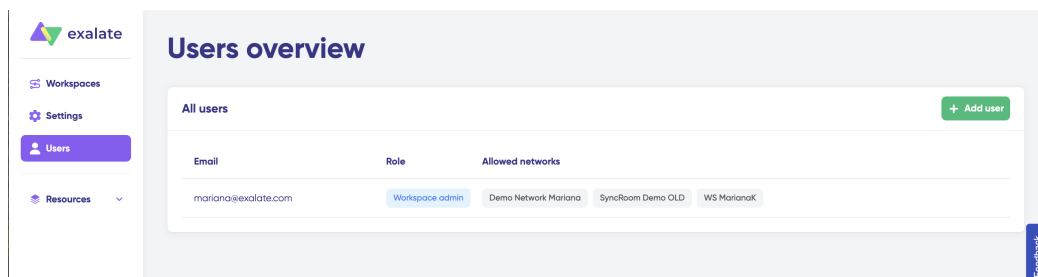 exalate
Users overview
Workspaces
Settings
Users
Resources
All users
+ Add user
Email Role Allowed networks
mariana@exalate.com Workspace admin Demo Network Mariana SyncRoom Demo OLD WS MarianaK
Feedback